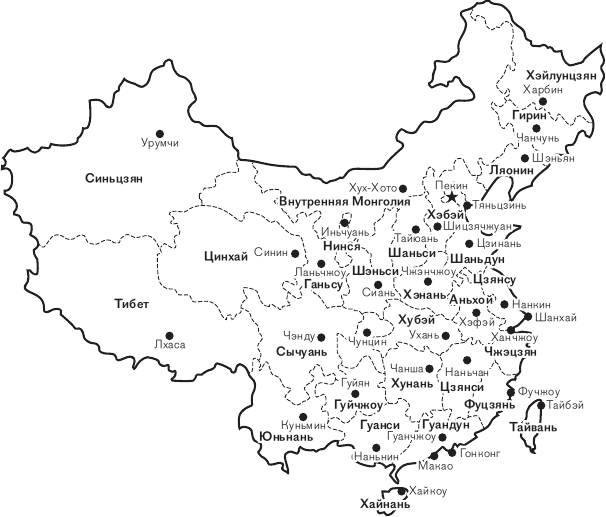 Хэйлунцзян
Харбин
Гирин
Чанчунь
Шэньян
Ляонин
Урумчи
Синьцзян
Хух-Хото
Пекин
Внутренняя Монголия
Тяньцзинь
Хэбэй
Шицзячжуан
Иньчуань
Нинся
Тайюань
Цзинань
Цинхай
Синин
Шаньси
Шаньдун
Ланьчжоу
Ганьсу
Шэньси
Чжэнчжоу
Цзянсу
Сиань
Хэнань
Аньхой
Тибет
Нанкин
Хэфэй
Шанхай
Хубэй
Ухань
Ханчжоу
Лхаса
Чэнду
Чунцин
Сычуань
Чжэцзян
Чанша
Наньчан
Гуйян
Хунань
Цзянси
Гуйчжоу
Фуцзянь
Фучжоу
Тайбэй
Куньмин
Юньнань
Гуанси
Гуандун
Тайвань
Гуанчжоу
Наньнин
Гонконг
Макао
Хайкоу
Хайнань